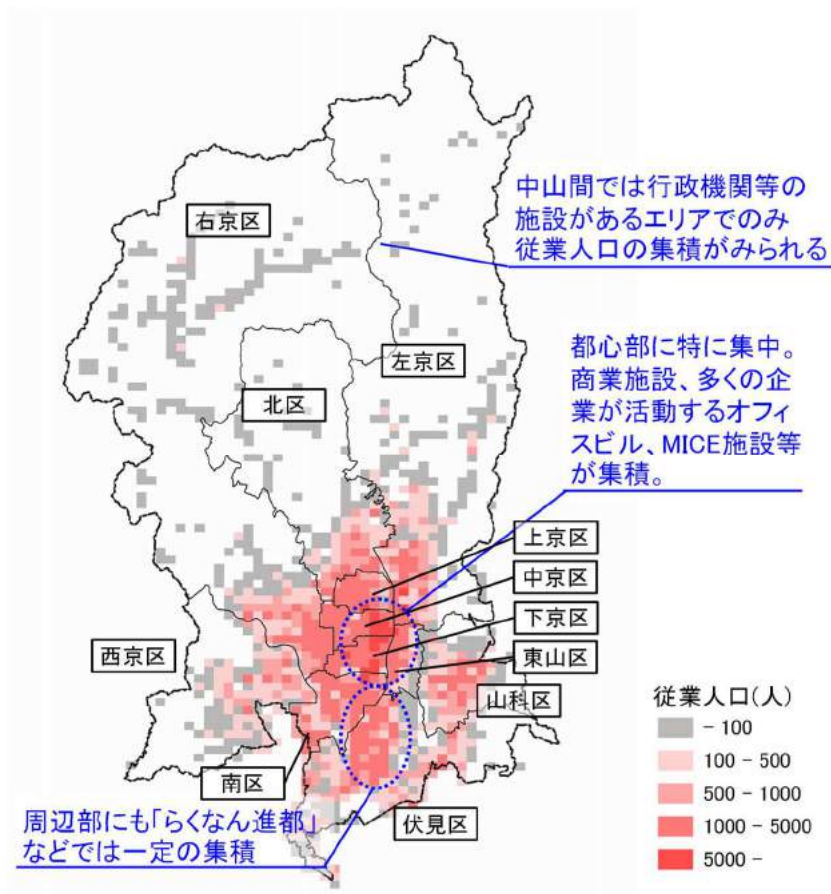 中山間では行政機関等の
施設があるエリアでのみ
従業人口の集積がみられる
右京区
都心部に特に集中。
商業施設、多くの企
業が活動するオフィ
スビル、MICE施設等
が集積。
左京区
北区
上京区
中京区
下京区
東山区
西京区
山科区
南区
伏見区
周辺部にも「らくなん進都」
などでは一定の集積
従業人口(人)
- 100
100 - 500
500 - 1000
1000 - 5000
5000 -